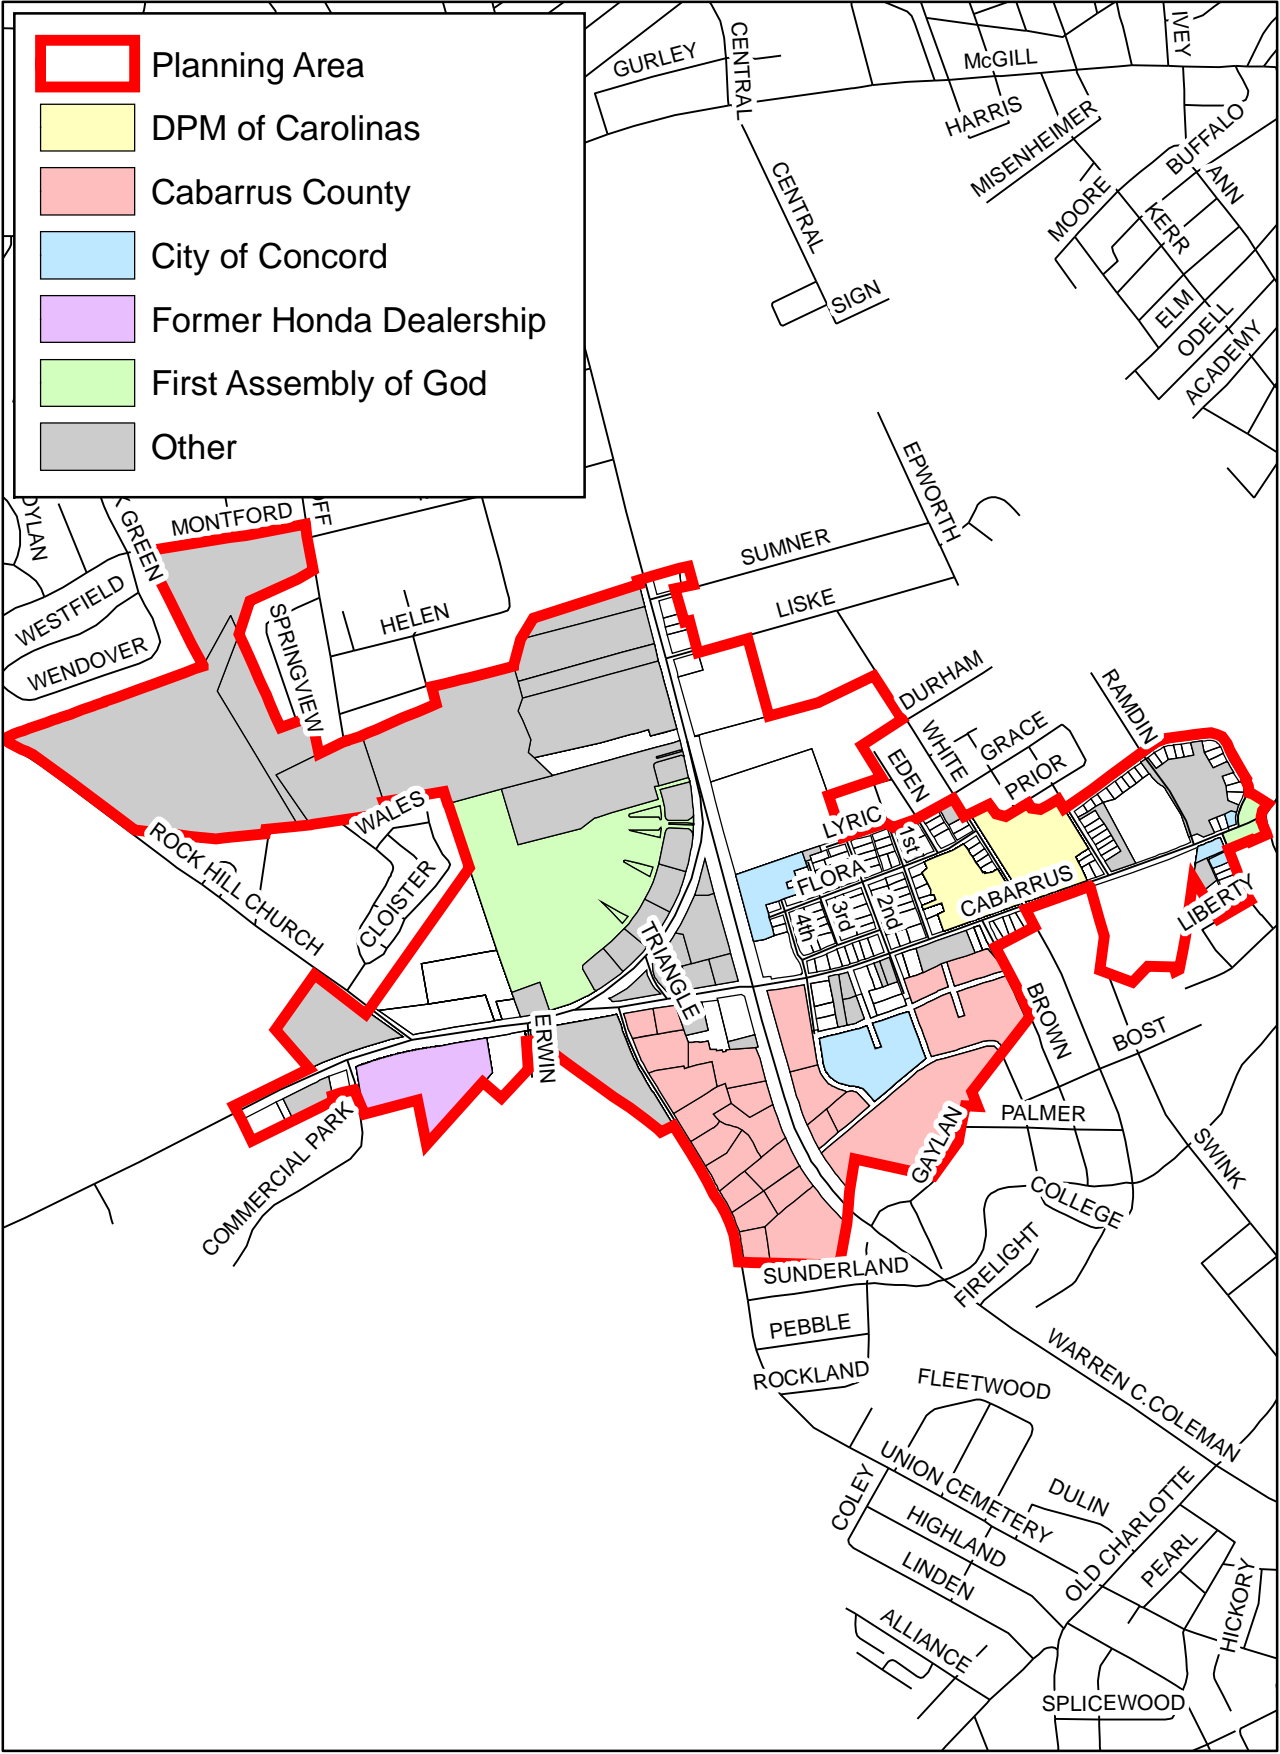 Planning Area
DPM of Carolinas
Cabarrus County
City of Concord
Former Honda Dealership
First Assembly of God
Other
GURLEY
CENTRAL
McGILL
IVEY
HARRIS
MISENHEIMER
BUFFALO
ANN
MOORE
KERR
CENTRAL
SIGN
ELM
ODELL
ACADEMY
EPWORTH
DYLAN
GREEN
MONTFORD
SUMNER
LISKE
WESTFIELD
WENDOVER
SPRINGVIEW
HELEN
DURHAM
WHITE
GRACE
RAMDIN
EDEN
PRIOR
WALES
LYRIC
1st
FLORA
CABARRUS
ROCK HILL CHURCH
CLOISTER
4th
3rd
2nd
LIBERTY
TRIANGLE
ERWIN
BROWN
BOST
COMMERCIAL PARK
GAYLAN
PALMER
SWINK
COLLEGE
SUNDERLAND
FIRELIGHT
PEBBLE
ROCKLAND
WARREN C.COLEMAN
FLEETWOOD
UNION CEMETERY
COLEY
DULIN
HIGHLAND
OLD CHARLOTTE
LINDEN
PEARL
HICKORY
ALLIANCE
SPLICEWOOD